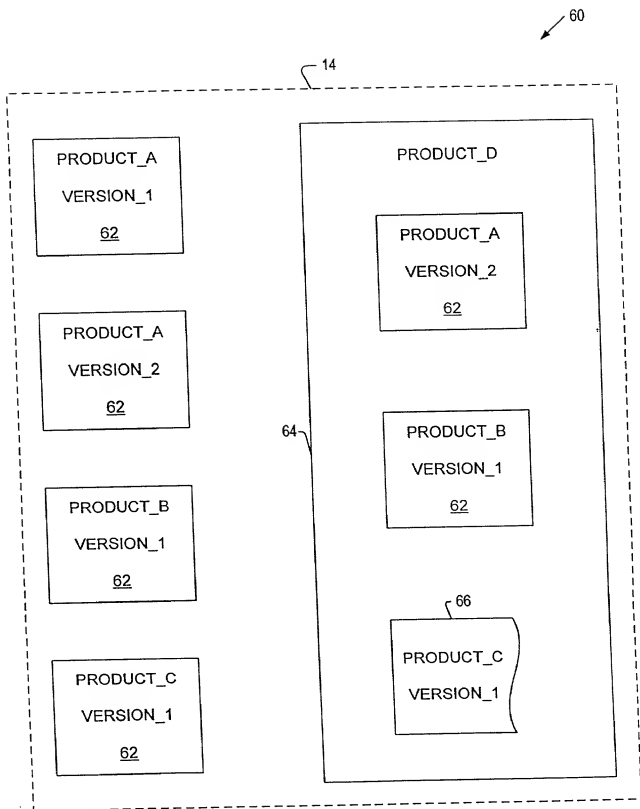 60
14
PRODUCT_A
VERSION_1
62
PRODUCT_A
VERSION_2
62
PRODUCT_B
VERSION_1
62
PRODUCT_C
VERSION_1
62
64
PRODUCT_D
PRODUCT_A
VERSION_2
62
PRODUCT_B
VERSION_1
62
66
PRODUCT_C
VERSION_1